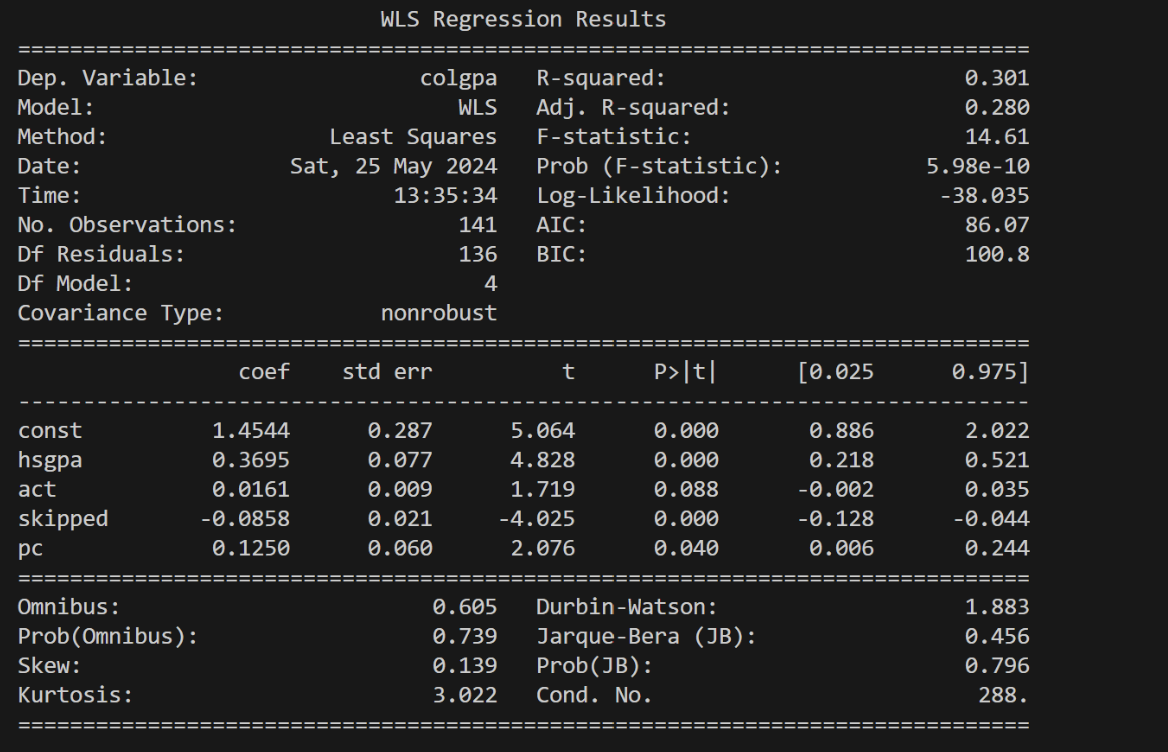 WLS Regression Results
==============================================================================
Dep. Variable:                 colgpa   R-squared:                       0.301
Model:                            WLS   Adj. R-squared:                  0.280
Method:                 Least Squares   F-statistic:                     14.61
Date:                Sat, 25 May 2024   Prob (F-statistic):           5.98e-10
Time:                        13:35:34   Log-Likelihood:                -38.035
No. Observations:                 141   AIC:                             86.07
Df Residuals:                     136   BIC:                             100.8
Df Model:                           4
Covariance Type:            nonrobust
==============================================================================
                 coef    std err          t      P>|t|      [0.025      0.975]
------------------------------------------------------------------------------
const          1.4544      0.287      5.064      0.000       0.886       2.022
hsgpa          0.3695      0.077      4.828      0.000       0.218       0.521
act            0.0161      0.009      1.719      0.088      -0.002       0.035
skipped       -0.0858      0.021     -4.025      0.000      -0.128      -0.044
pc             0.1250      0.060      2.076      0.040       0.006       0.244
==============================================================================
Omnibus:                        0.605   Durbin-Watson:                   1.883
Prob(Omnibus):                  0.739   Jarque-Bera (JB):                0.456
Skew:                           0.139   Prob(JB):                        0.796
Kurtosis:                       3.022   Cond. No.                         288.
==============================================================================